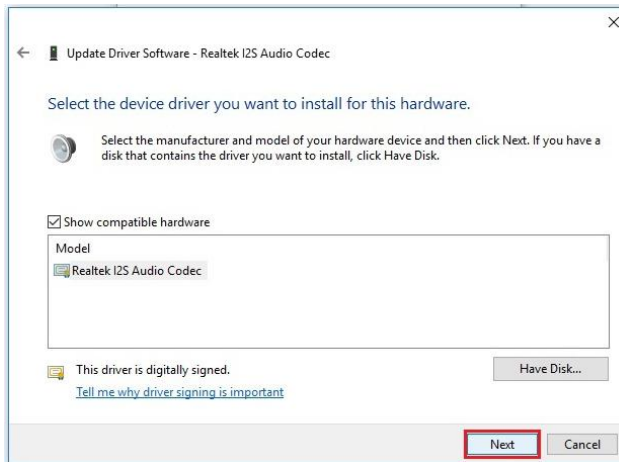 Update Driver Software - Realtek I2S Audio Codec
Select the device driver you want to install for this hardware.
Select the manufacturer and model of your hardware device and then click Next. If you have a
disk that contains the driver you want to install, click Have Disk.
Show compatible hardware
Model
Realtek I2S Audio Codec
This driver is digitally signed.
Have Disk...
Tell me why driver signing is important
Next
Cancel